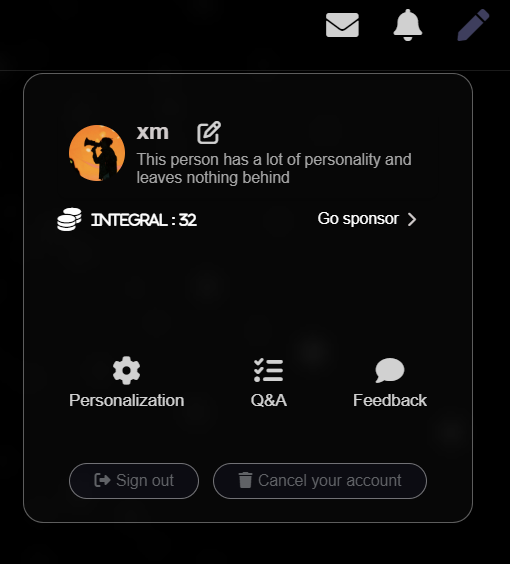 xm
This person has a lot of personality and
leaves nothing behind
INTEGRAL : 32
Go sponsor
Personalization
Q&A
Feedback
Sign out
Cancel your account